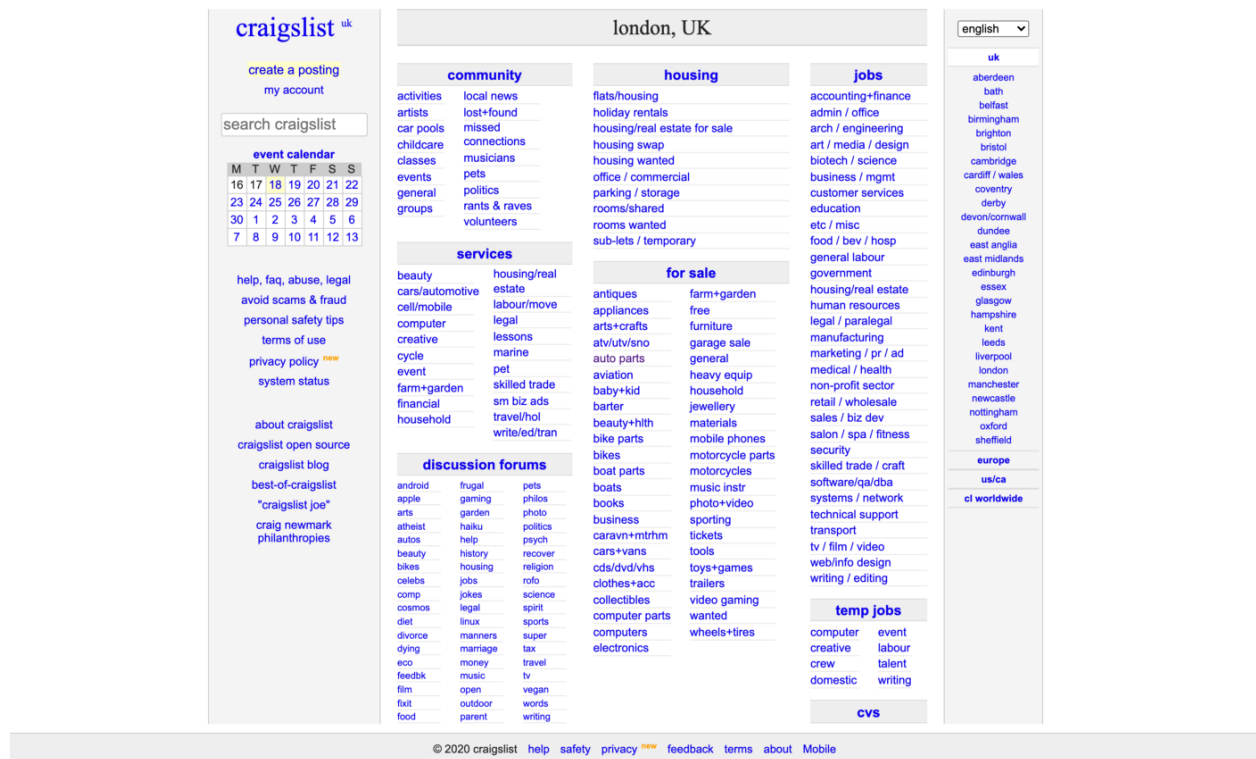 craigslist uk
create a posting
my account
search craigslist
event calendar
M T W T F S S
16 17 18 19 20 21 22
23 24 25 26 27 28 29
30 1 2 3 4 5 6
7 8 9 10 11 12 13
help, faq, abuse, legal
avoid scams & fraud
personal safety tips
terms of use
privacy policy new
system status
about craigslist
craigslist open source
craigslist blog
best-of-craigslist
"craigslist joe"
craig newmark
philanthropies
london, UK
community
activities
artists
car pools
childcare
classes
events
general
groups
local news
lost+found
missed
connections
musicians
pets
politics
rants & raves
volunteers
services
beauty
cars/automotive
cell/mobile
computer
creative
cycle
event
farm+garden
financial
household
housing/real
estate
labour/move
legal
lessons
marine
pet
skilled trade
sm biz ads
travel/hol
write/ed/tran
discussion forums
android
apple
arts
atheist
autos
beauty
bikes
celebs
comp
cosmos
diet
divorce
dying
eco
feedbk
film
fixit
food
frugal
gaming
garden
haiku
help
history
housing
jobs
jokes
legal
linux
manners
marriage
money
music
open
outdoor
parent
pets
philos
photo
politics
psych
recover
religion
rofo
science
spirit
sports
super
tax
travel
tv
vegan
words
writing
housing
flats/housing
holiday rentals
housing/real estate for sale
housing swap
housing wanted
office / commercial
parking / storage
rooms/shared
rooms wanted
sub-lets / temporary
for sale
antiques
appliances
arts+crafts
atv/utv/sno
auto parts
aviation
baby+kid
barter
beauty+hlth
bike parts
bikes
boat parts
boats
books
business
caravn+mtrhm
cars+vans
cds/dvd/vhs
clothes+acc
collectibles
computer parts
computers
electronics
farm+garden
free
furniture
garage sale
general
heavy equip
household
jewellery
materials
mobile phones
motorcycle parts
motorcycles
music instr
photo+video
sporting
tickets
tools
toys+games
trailers
video gaming
wanted
wheels+tires
jobs
accounting+finance
admin / office
arch / engineering
art / media / design
biotech / science
business / mgmt
customer services
education
etc / misc
food / bev / hosp
general labour
government
housing/real estate
human resources
legal / paralegal
manufacturing
marketing / pr / ad
medical / health
non-profit sector
retail / wholesale
sales / biz dev
salon / spa / fitness
security
skilled trade / craft
software/qa/dba
systems / network
technical support
transport
tv / film / video
web/info design
writing / editing
temp jobs
computer
creative
crew
domestic
event
labour
talent
writing
cvs
english
uk
aberdeen
bath
belfast
birmingham
brighton
bristol
cambridge
cardiff / wales
coventry
derby
devon/cornwall
dundee
east anglia
east midlands
edinburgh
essex
glasgow
hampshire
kent
leeds
liverpool
london
manchester
newcastle
nottingham
oxford
sheffield
europe
us/ca
cl worldwide
© 2020 craigslist help safety privacy new feedback terms about Mobile